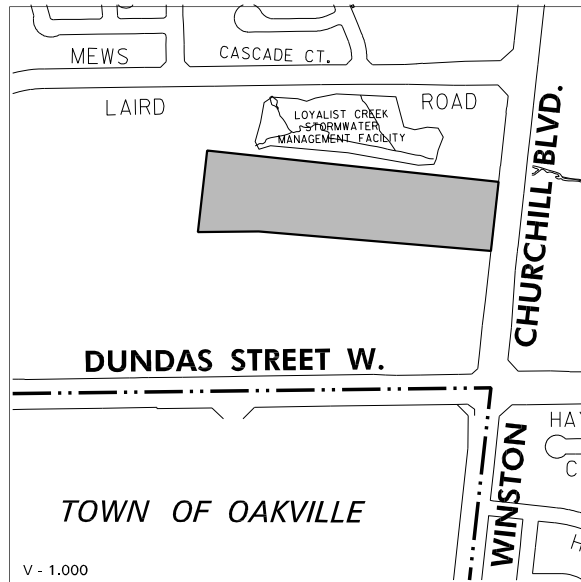 MEWS
CASCADE CT.
LAIRD
ROAD
LOYALIST CREEK
STORMWATER
MANAGEMENT FACILITY
CHURCHILL BLVD.
DUNDAS STREET W.
WINSTON
HAY
C
H
TOWN OF OAKVILLE
V - 1.000